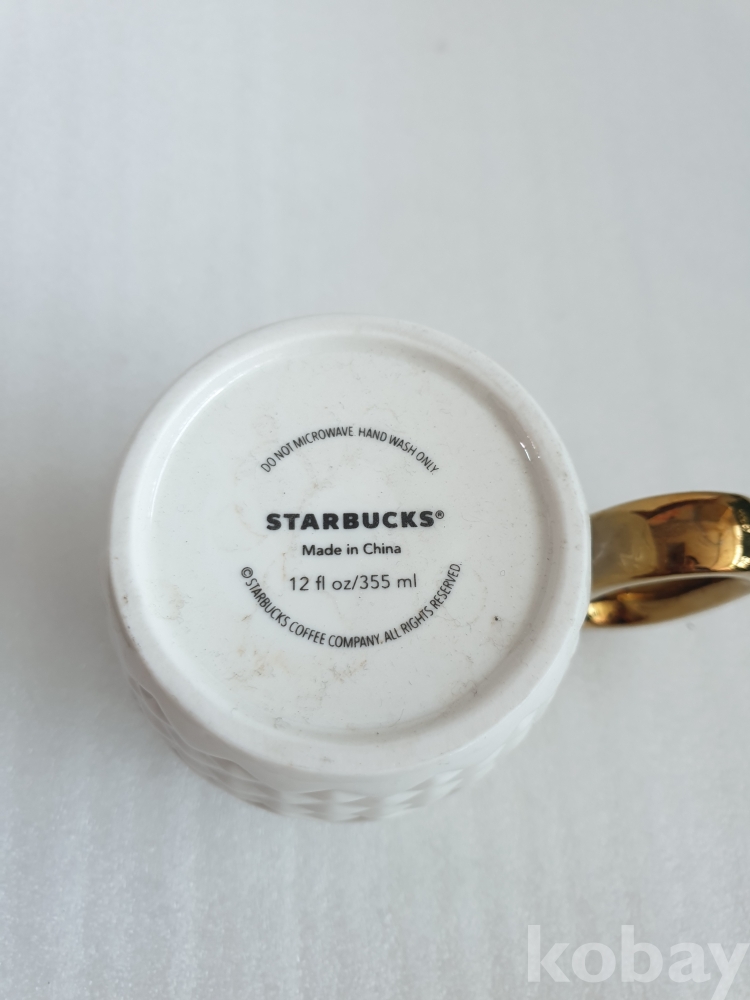 DO NOT MICROWAVE HAND WASH ONLY.
STARBUCKS®
Made in China
12 fl oz/355 ml
© STARBUCKS COFFEE COMPANY. ALL RIGHTS RESERVED.
kobay